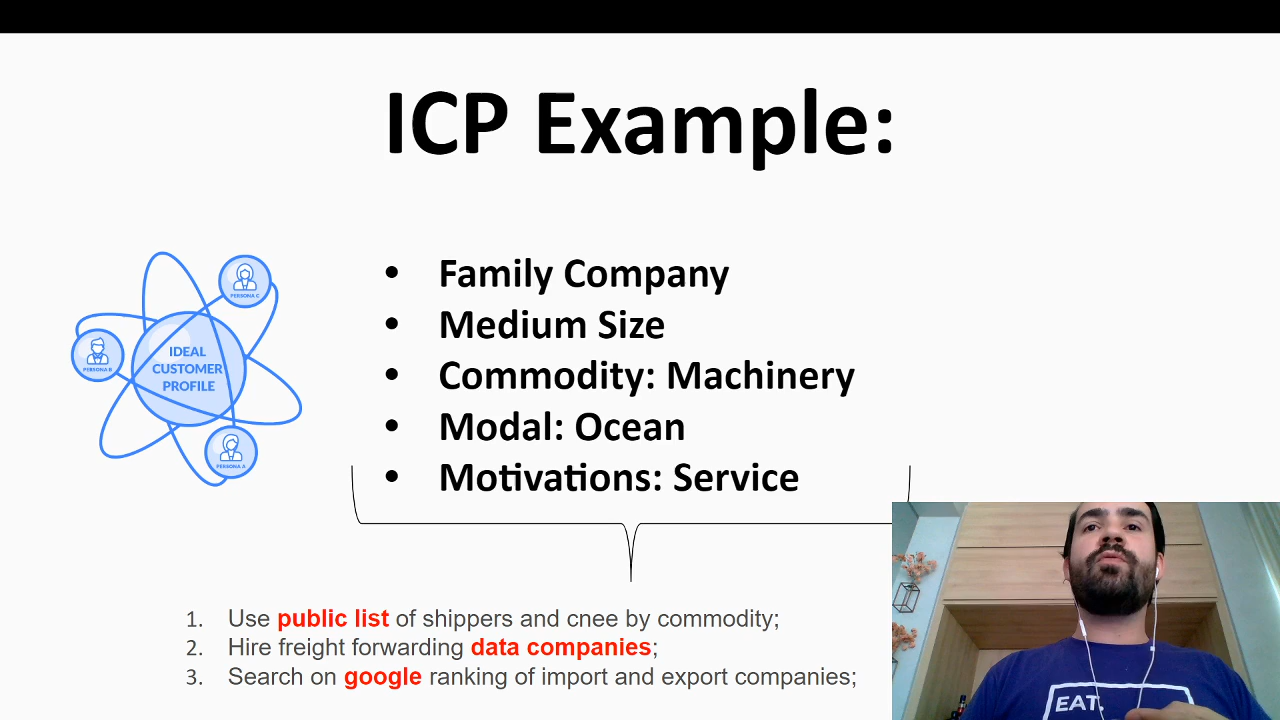 ICP Example:
PERSONA C
PERSONA B
IDEAL
CUSTOMER
PROFILE
PERSONA A
• Family Company
• Medium Size
• Commodity: Machinery
• Modal: Ocean
• Motivations: Service
1. Use public list of shippers and cnee by commodity;
2. Hire freight forwarding data companies;
3. Search on google ranking of import and export companies;
EAT.